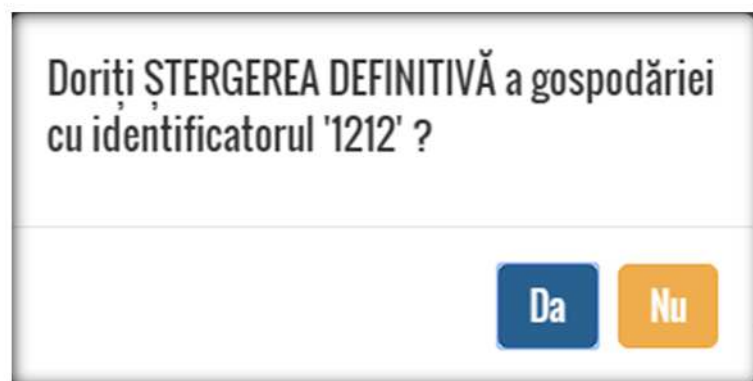 Doriți ȘTERGEREA DEFINITIVĂ a gospodăriei
cu identificatorul '1212' ?
Da Nu